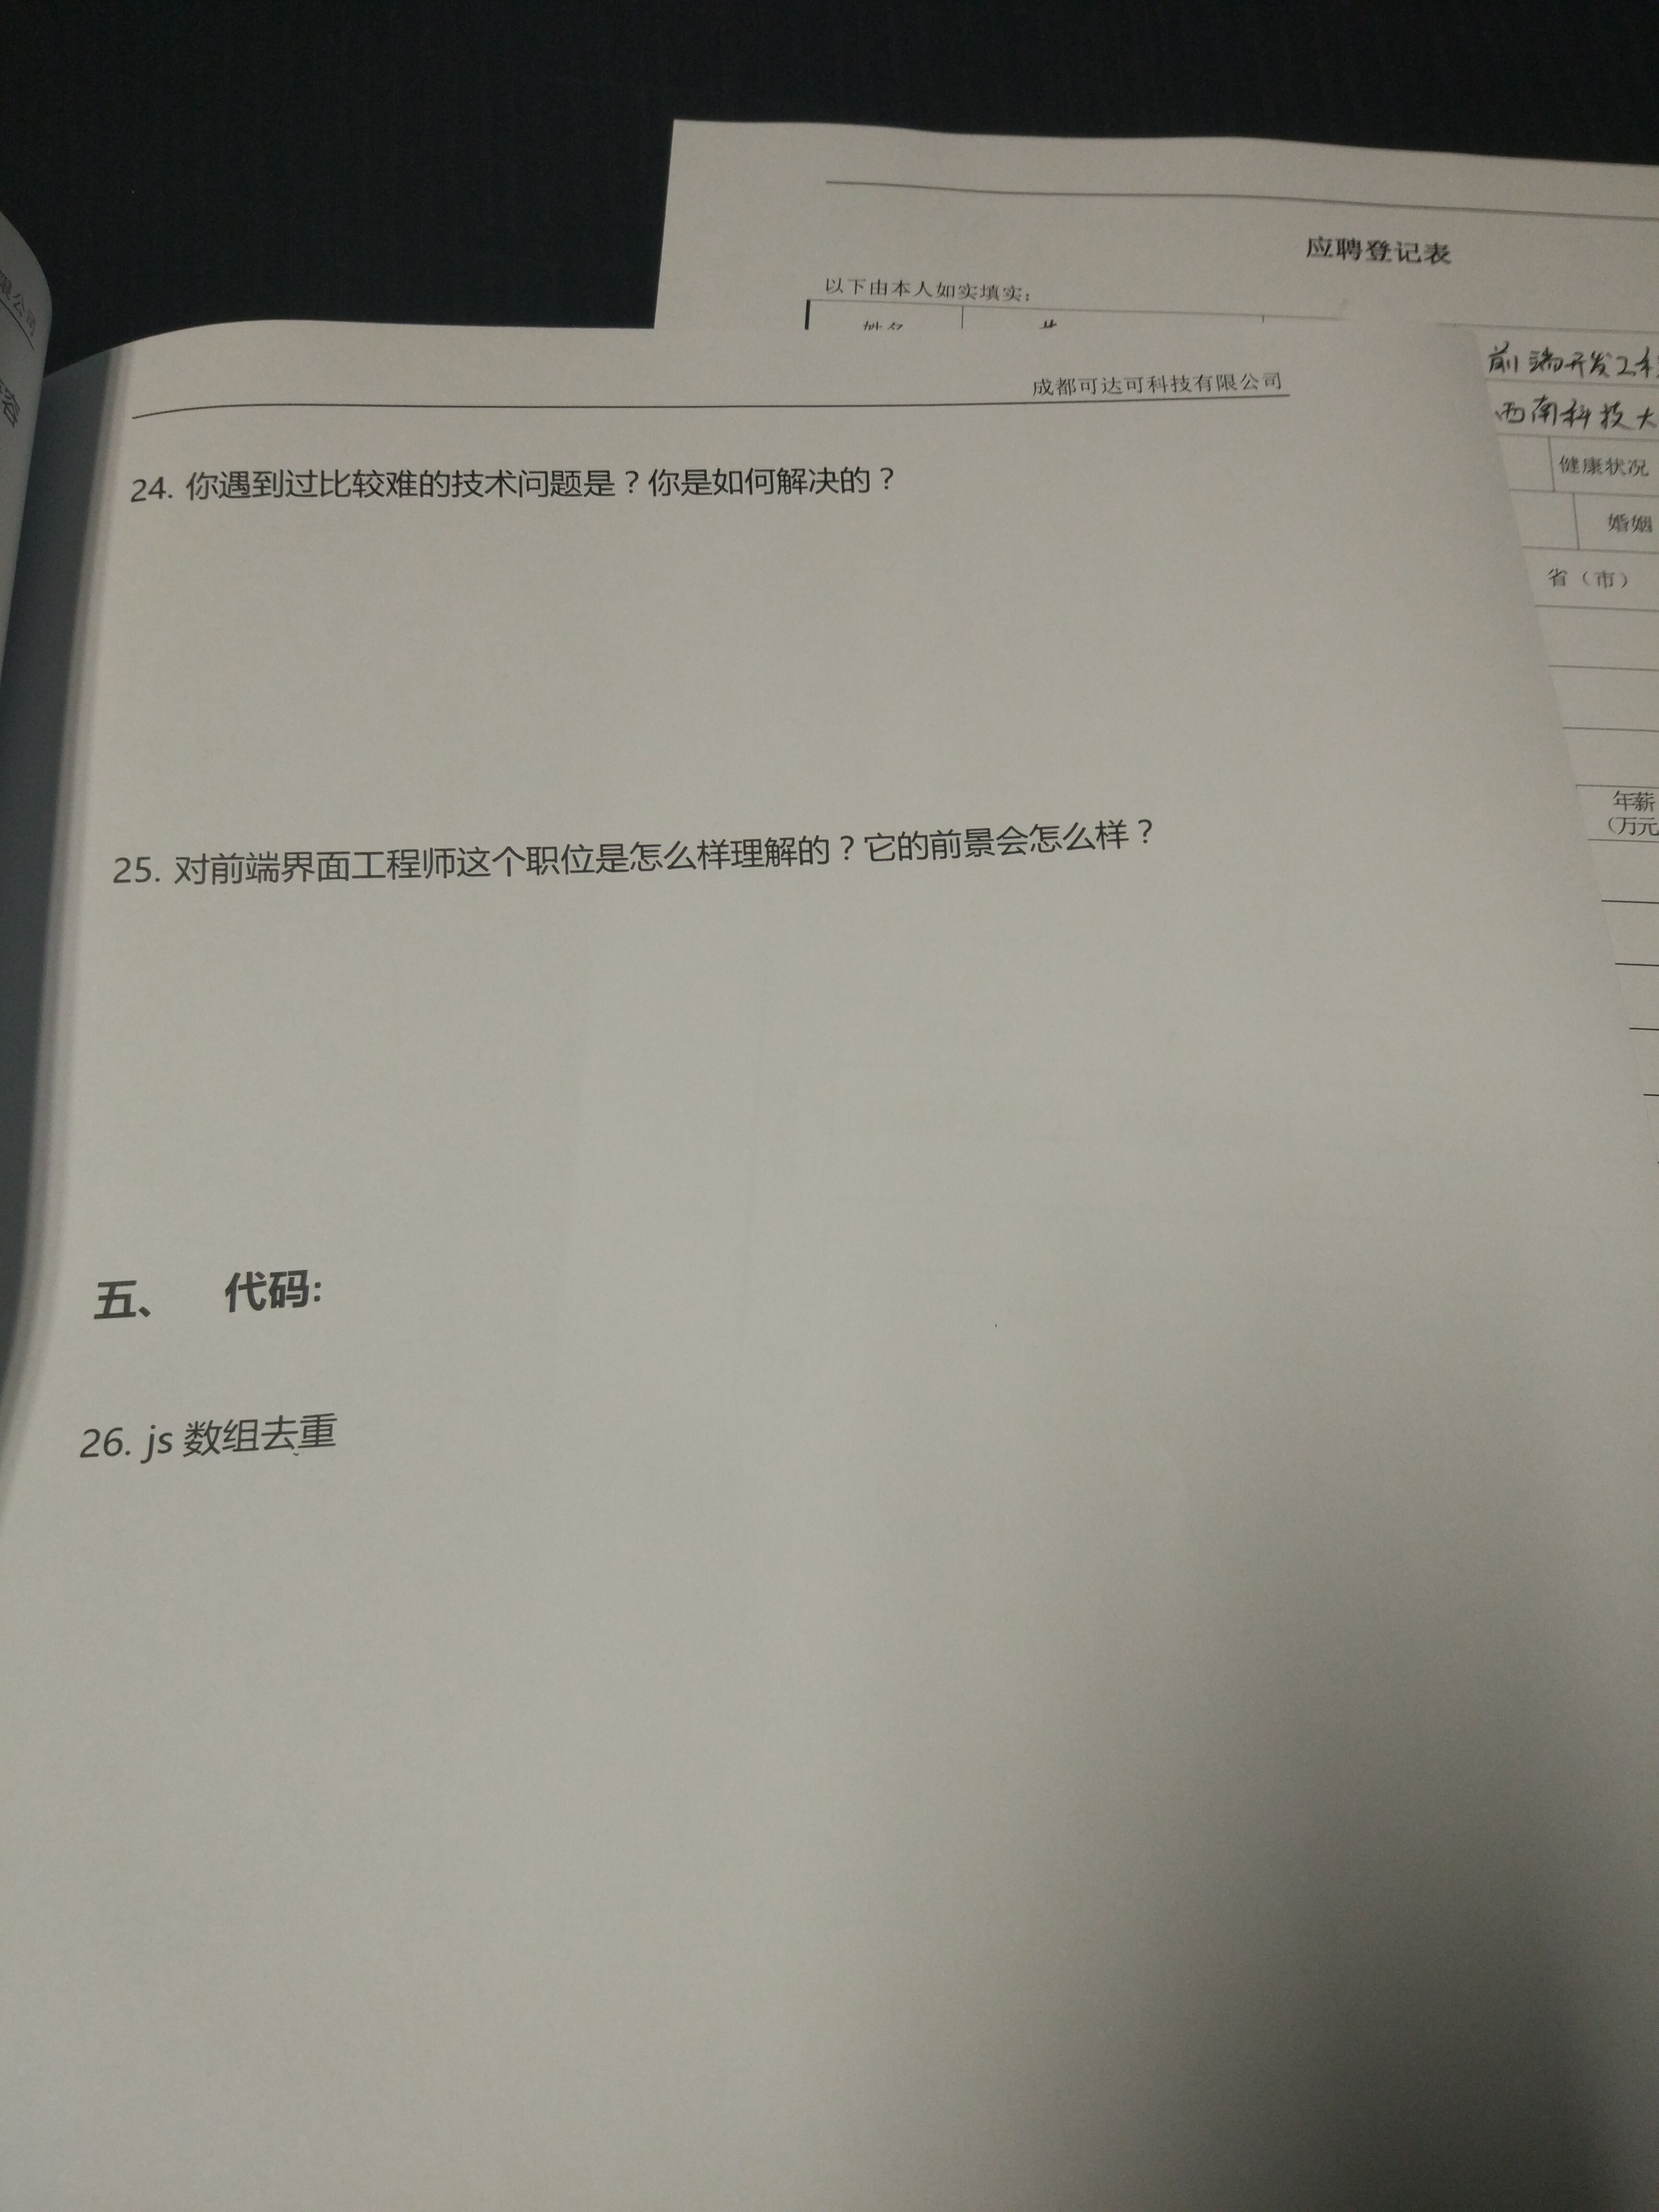 应聘登记表
以下由本人如实填实：
姓名
前端开发工
西南科技大
健康状况
婚姻
省（市）
年薪
（万元
限公司
成都可达可科技有限公司
24. 你遇到过比较难的技术问题是？你是如何解决的？
25. 对前端界面工程师这个职位是怎么样理解的？它的前景会怎么样？
五、 代码:
26. js 数组去重